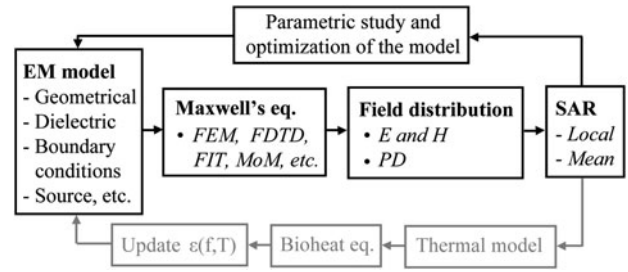 Parametric study and
optimization of the model
EM model
- Geometrical
- Dielectric
- Boundary
conditions
- Source, etc.
Maxwell's eq.
• FEM, FDTD,
FIT, MoM, etc.
Field distribution
• E and H
• PD
SAR
- Local
- Mean
Update ε(f,T)
Bioheat eq.
Thermal model